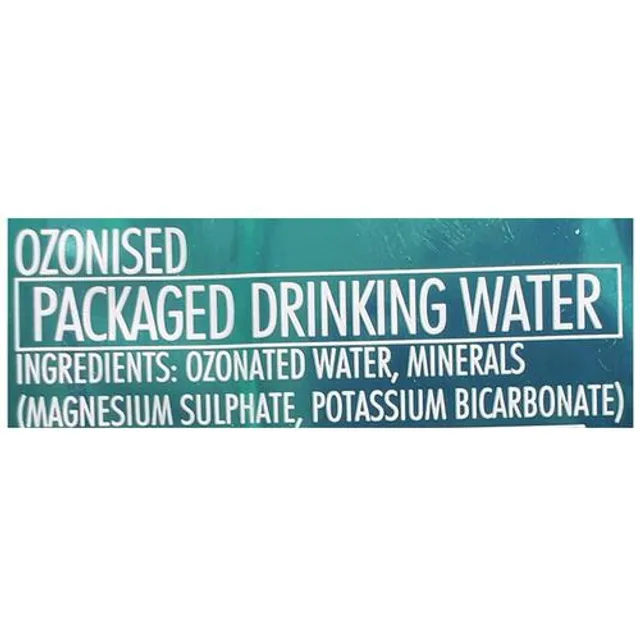 OZONISED
PACKAGED DRINKING WATER
INGREDIENTS: OZONATED WATER, MINERALS
(MAGNESIUM SULPHATE, POTASSIUM BICARBONATE)